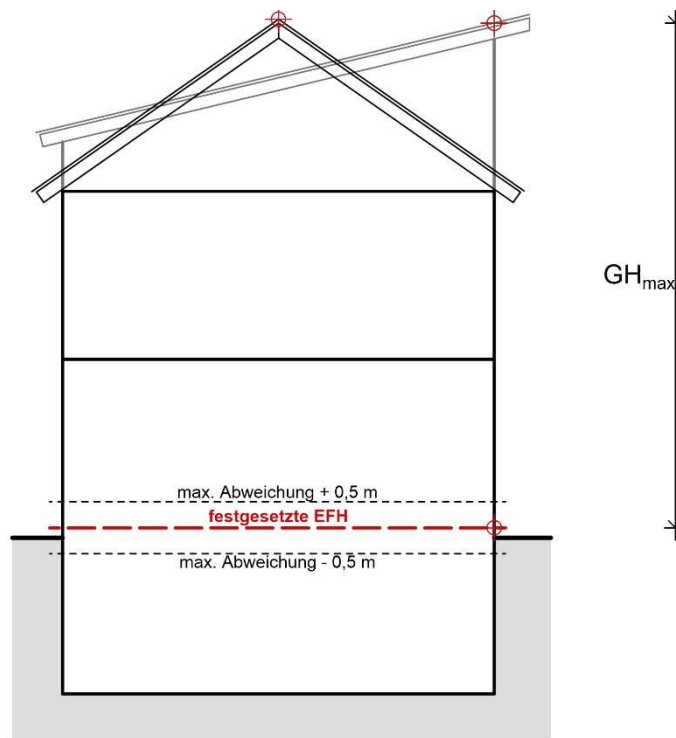 GHmax
max. Abweichung + 0,5 m
festgesetzte EFH
max. Abweichung - 0,5 m